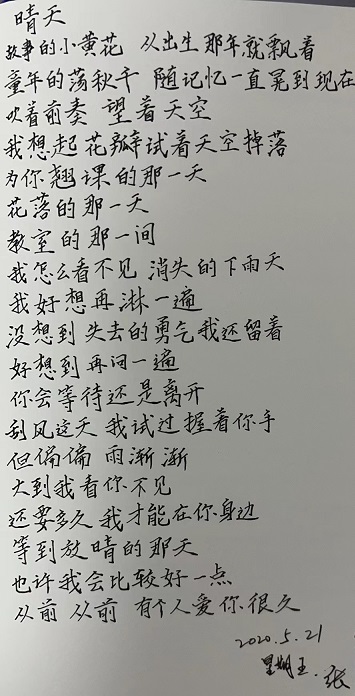 晴天
故事的小黄花 从出生那年就飘着
童年的荡秋千 随记忆一直晃到现在
吹着前奏 望着天空
我想起花瓣试着天空掉落
为你翘课的那一天
花落的那一天
教室的那一间
我怎么看不见 消失的下雨天
我好想再淋一遍
没想到失去的勇气我还留着
好想到再问一遍
你会等待还是离开
刮风这天 我试过握着你手
但偏偏 雨渐渐
大到我看你不见
还要多久 我才能在你身边
等到放晴的那天
也许我会比较好一点
从前 从前 有个人爱你很久
2020.5.21
星期五. 张